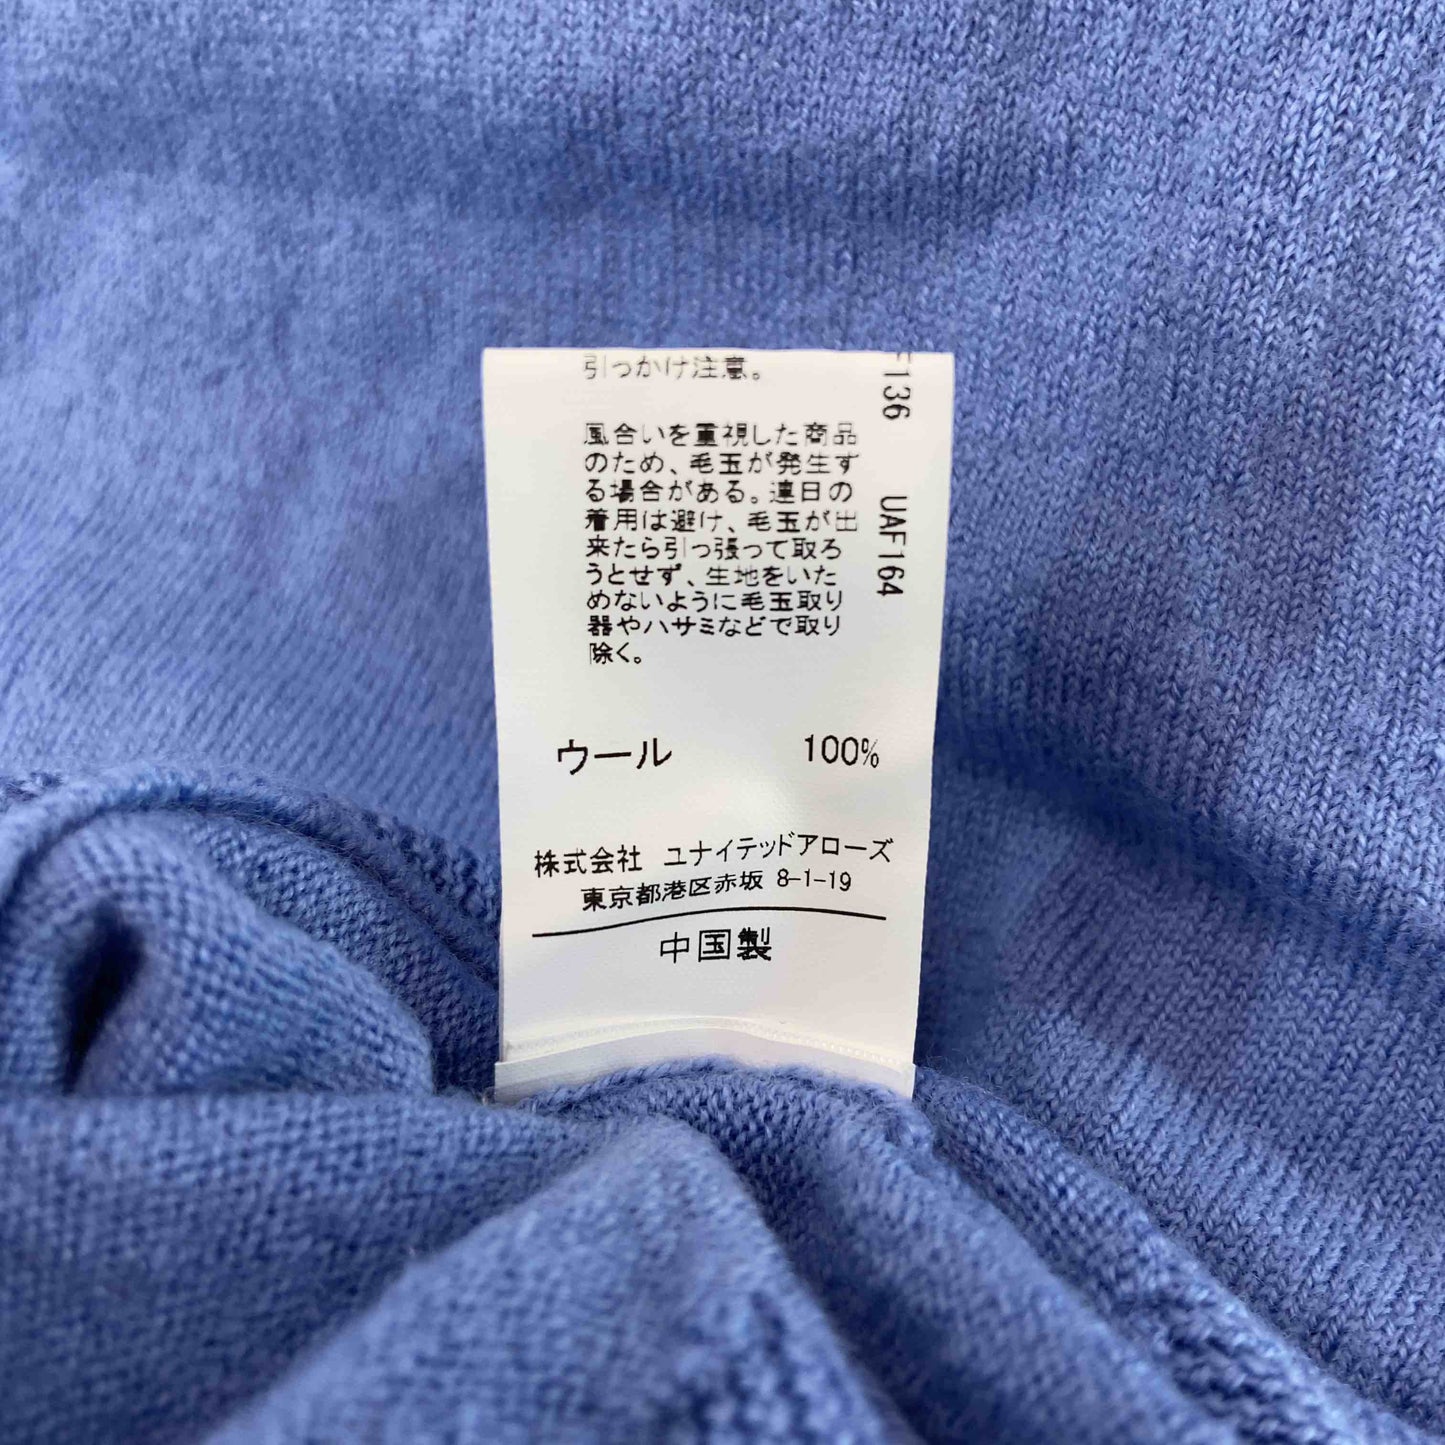 引っかけ注意。
風合いを重視した商品
のため、毛玉が発生す
る場合がある。連日の
着用は避け、毛玉が出
来たら引っ張って取ろ
うとせず、生地をいた
めないように毛玉取り
器やハサミなどで取り
除く。
ウール 100%
株式会社 ユナイテッドアローズ
東京都港区赤坂 8-1-19
中国製
F136 UAF164